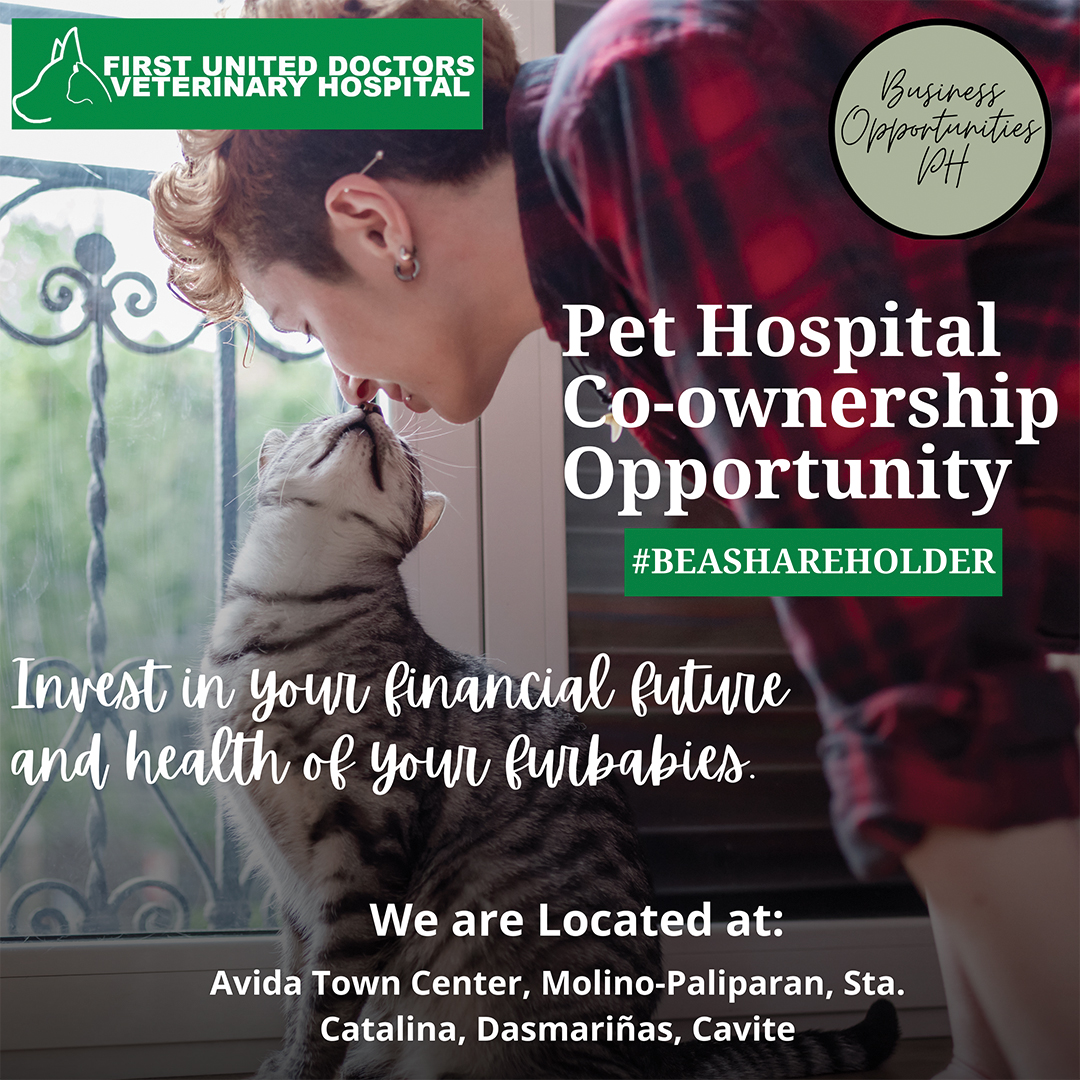 FIRST UNITED DOCTORS
VETERINARY HOSPITAL
Business
Opportunities
PH
Pet Hospital
Co-ownership
Opportunity
#BEASHAREHOLDER
Invest in your financial future
and health of your furbabies.
We are Located at:
Avida Town Center, Molino-Paliparan, Sta.
Catalina, Dasmariñas, Cavite